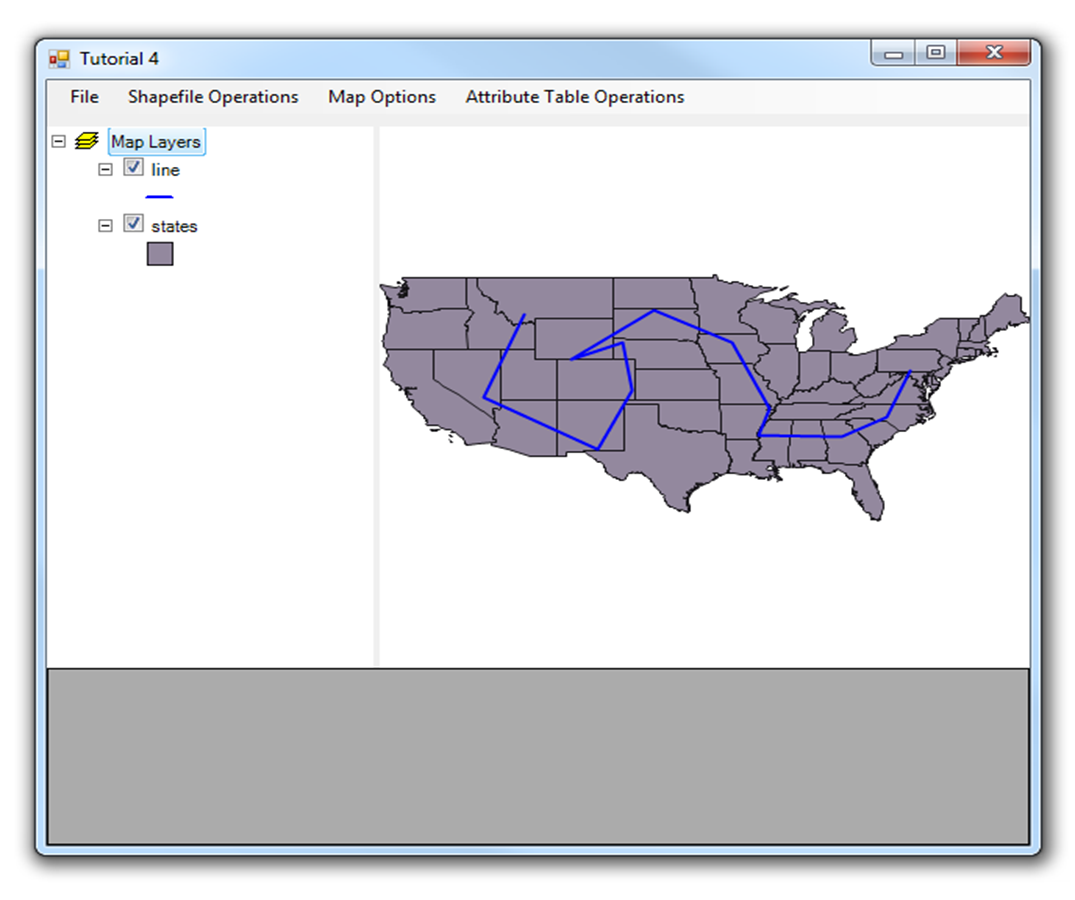 Tutorial 4
File Shapefile Operations Map Options Attribute Table Operations
Map Layers
line
states